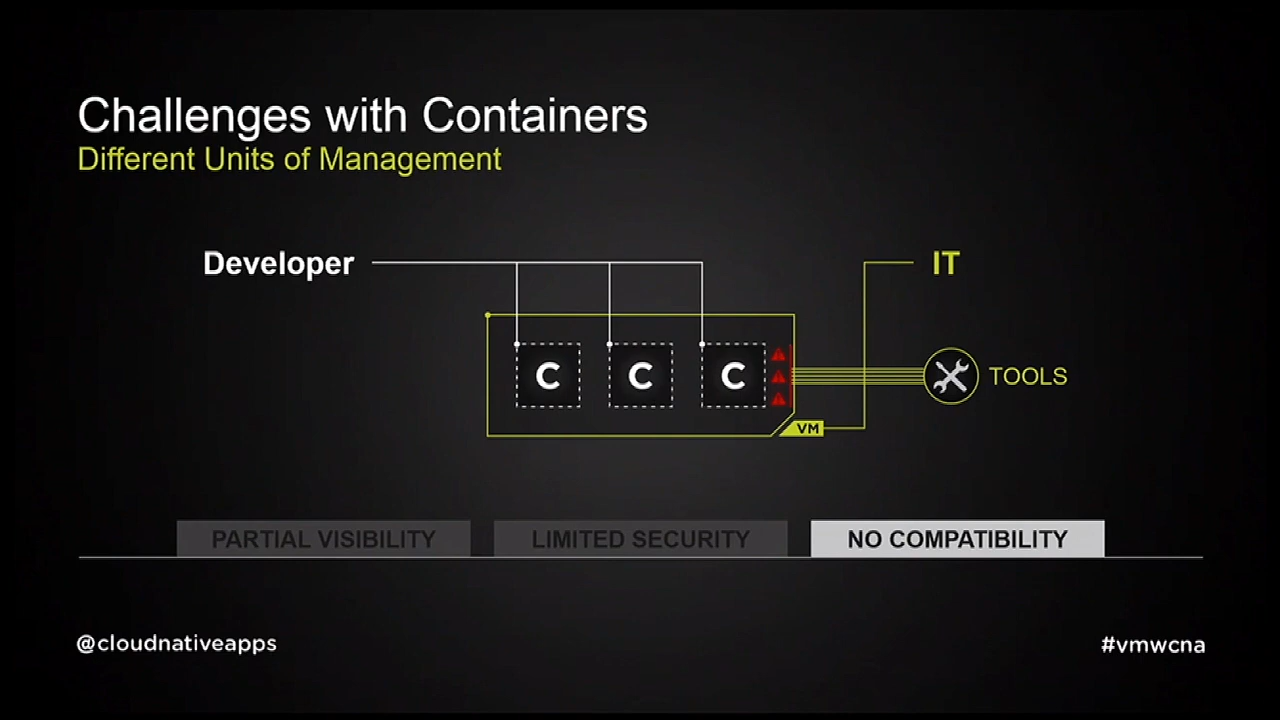 Challenges with Containers
Different Units of Management
Developer
IT
C C C
TOOLS
VM
PARTIAL VISIBILITY
LIMITED SECURITY
NO COMPATIBILITY
@cloudnativeapps
#vmwcna